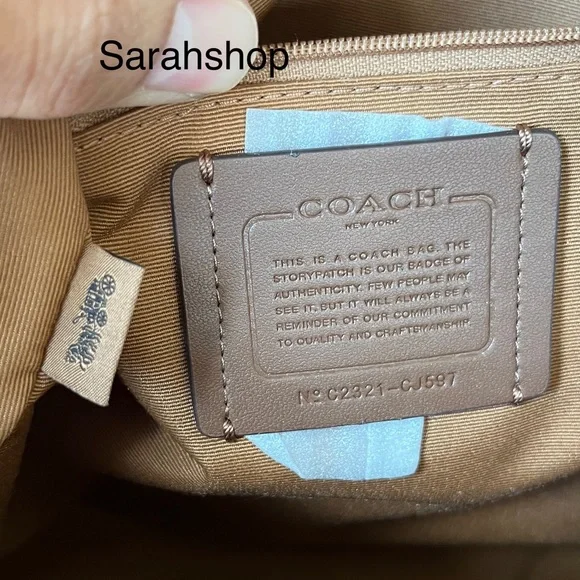 Sarahshop
COACH
NEW YORK
THIS IS A COACH BAG. THE
STORYPATCH IS OUR BADGE OF
AUTHENTICITY. FEW PEOPLE MAY
SEE IT. BUT IT WILL ALWAYS BE A
REMINDER OF OUR COMMITMENT
TO QUALITY AND CRAFTSMANSHIP.
Nº C2321-CJ597